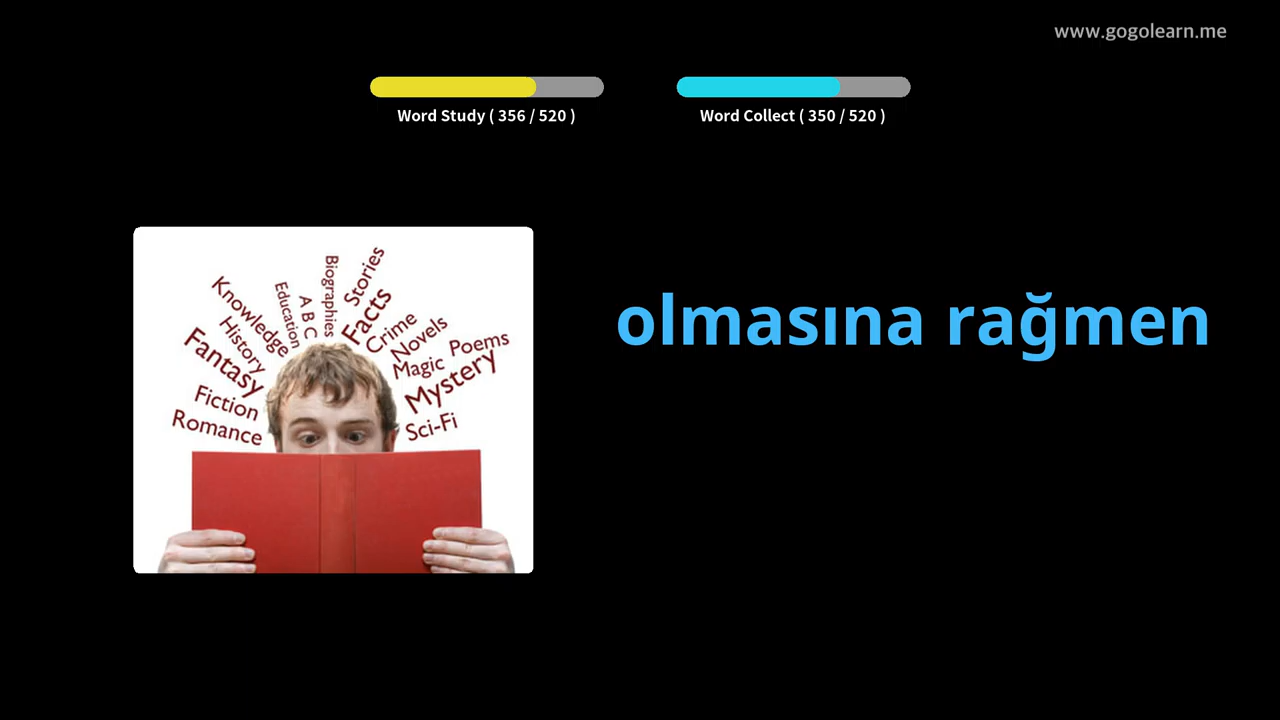 www.gogolearn.me
Word Study ( 356 / 520 )
Word Collect ( 350 / 520 )
olmasına rağmen
Biographies
Stories
Education
A B C
Facts
Knowledge
History
Crime
Novels
Fantasy
Magic
Poems
Mystery
Fiction
Romance
Sci-Fi